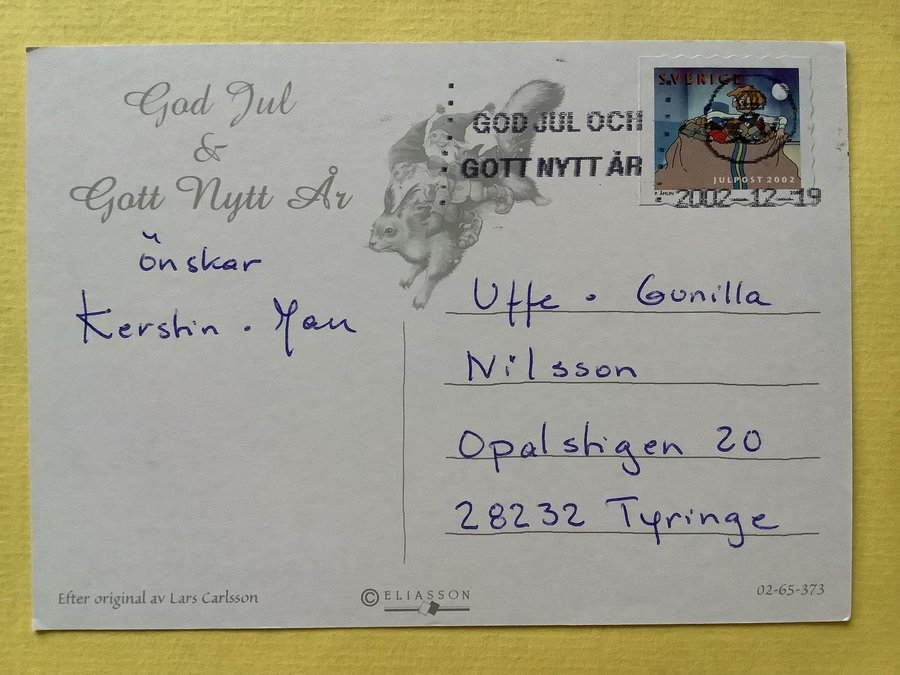 God Jul
&
Gott Nytt År
önskar
Kerstin . Man
GOD JUL OCH
GOTT NYTT ÅR
2002-12-19
SVERIGE
JULPOST 2002
Uffe . Gunilla
Nilsson
Opalstigen 20
28232 Tyringe
Efter original av Lars Carlsson
© ELIASSON
02-65-373